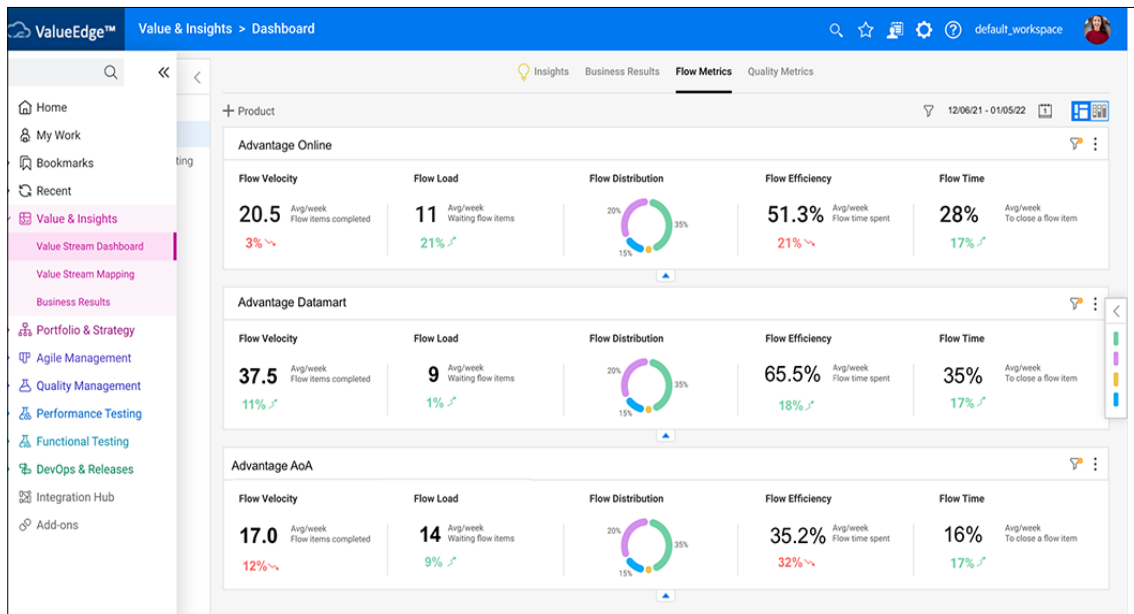 ValueEdge™
Value & Insights > Dashboard
default_workspace
Home
My Work
Bookmarks
Recent
Value & Insights
Value Stream Dashboard
Value Stream Mapping
Business Results
Portfolio & Strategy
Agile Management
Quality Management
Performance Testing
Functional Testing
DevOps & Releases
Integration Hub
Add-ons
ting
Insights
Business Results
Flow Metrics
Quality Metrics
+ Product
12/06/21 - 01/05/22
1
Advantage Online
Flow Velocity
20.5
Avg/week
Flow items completed
3%
Flow Load
11
Avg/week
Waiting flow items
21%
Flow Distribution
20%
35%
15%
Flow Efficiency
51.3%
Avg/week
Flow time spent
21%
Flow Time
28%
Avg/week
To close a flow item
17%
Advantage Datamart
Flow Velocity
37.5
Avg/week
Flow items completed
11%
Flow Load
9
Avg/week
Waiting flow items
1%
Flow Distribution
20%
35%
15%
Flow Efficiency
65.5%
Avg/week
Flow time spent
18%
Flow Time
35%
Avg/week
To close a flow item
17%
Advantage AoA
Flow Velocity
17.0
Avg/week
Flow items completed
12%
Flow Load
14
Avg/week
Waiting flow items
9%
Flow Distribution
20%
35%
15%
Flow Efficiency
35.2%
Avg/week
Flow time spent
32%
Flow Time
16%
Avg/week
To close a flow item
17%